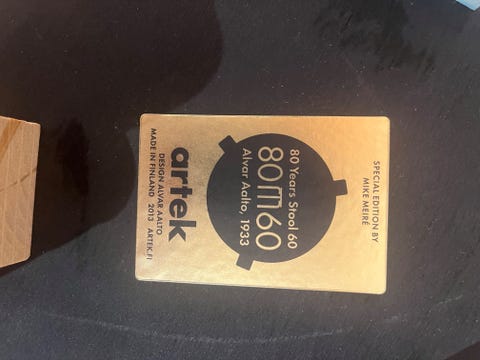 SPECIAL EDITION BY
MIKE MEIRÉ
80 Years Stool 60
80m60
Alvar Aalto, 1933
artek
DESIGN ALVAR AALTO
MADE IN FINLAND 2013 ARTEK.FI